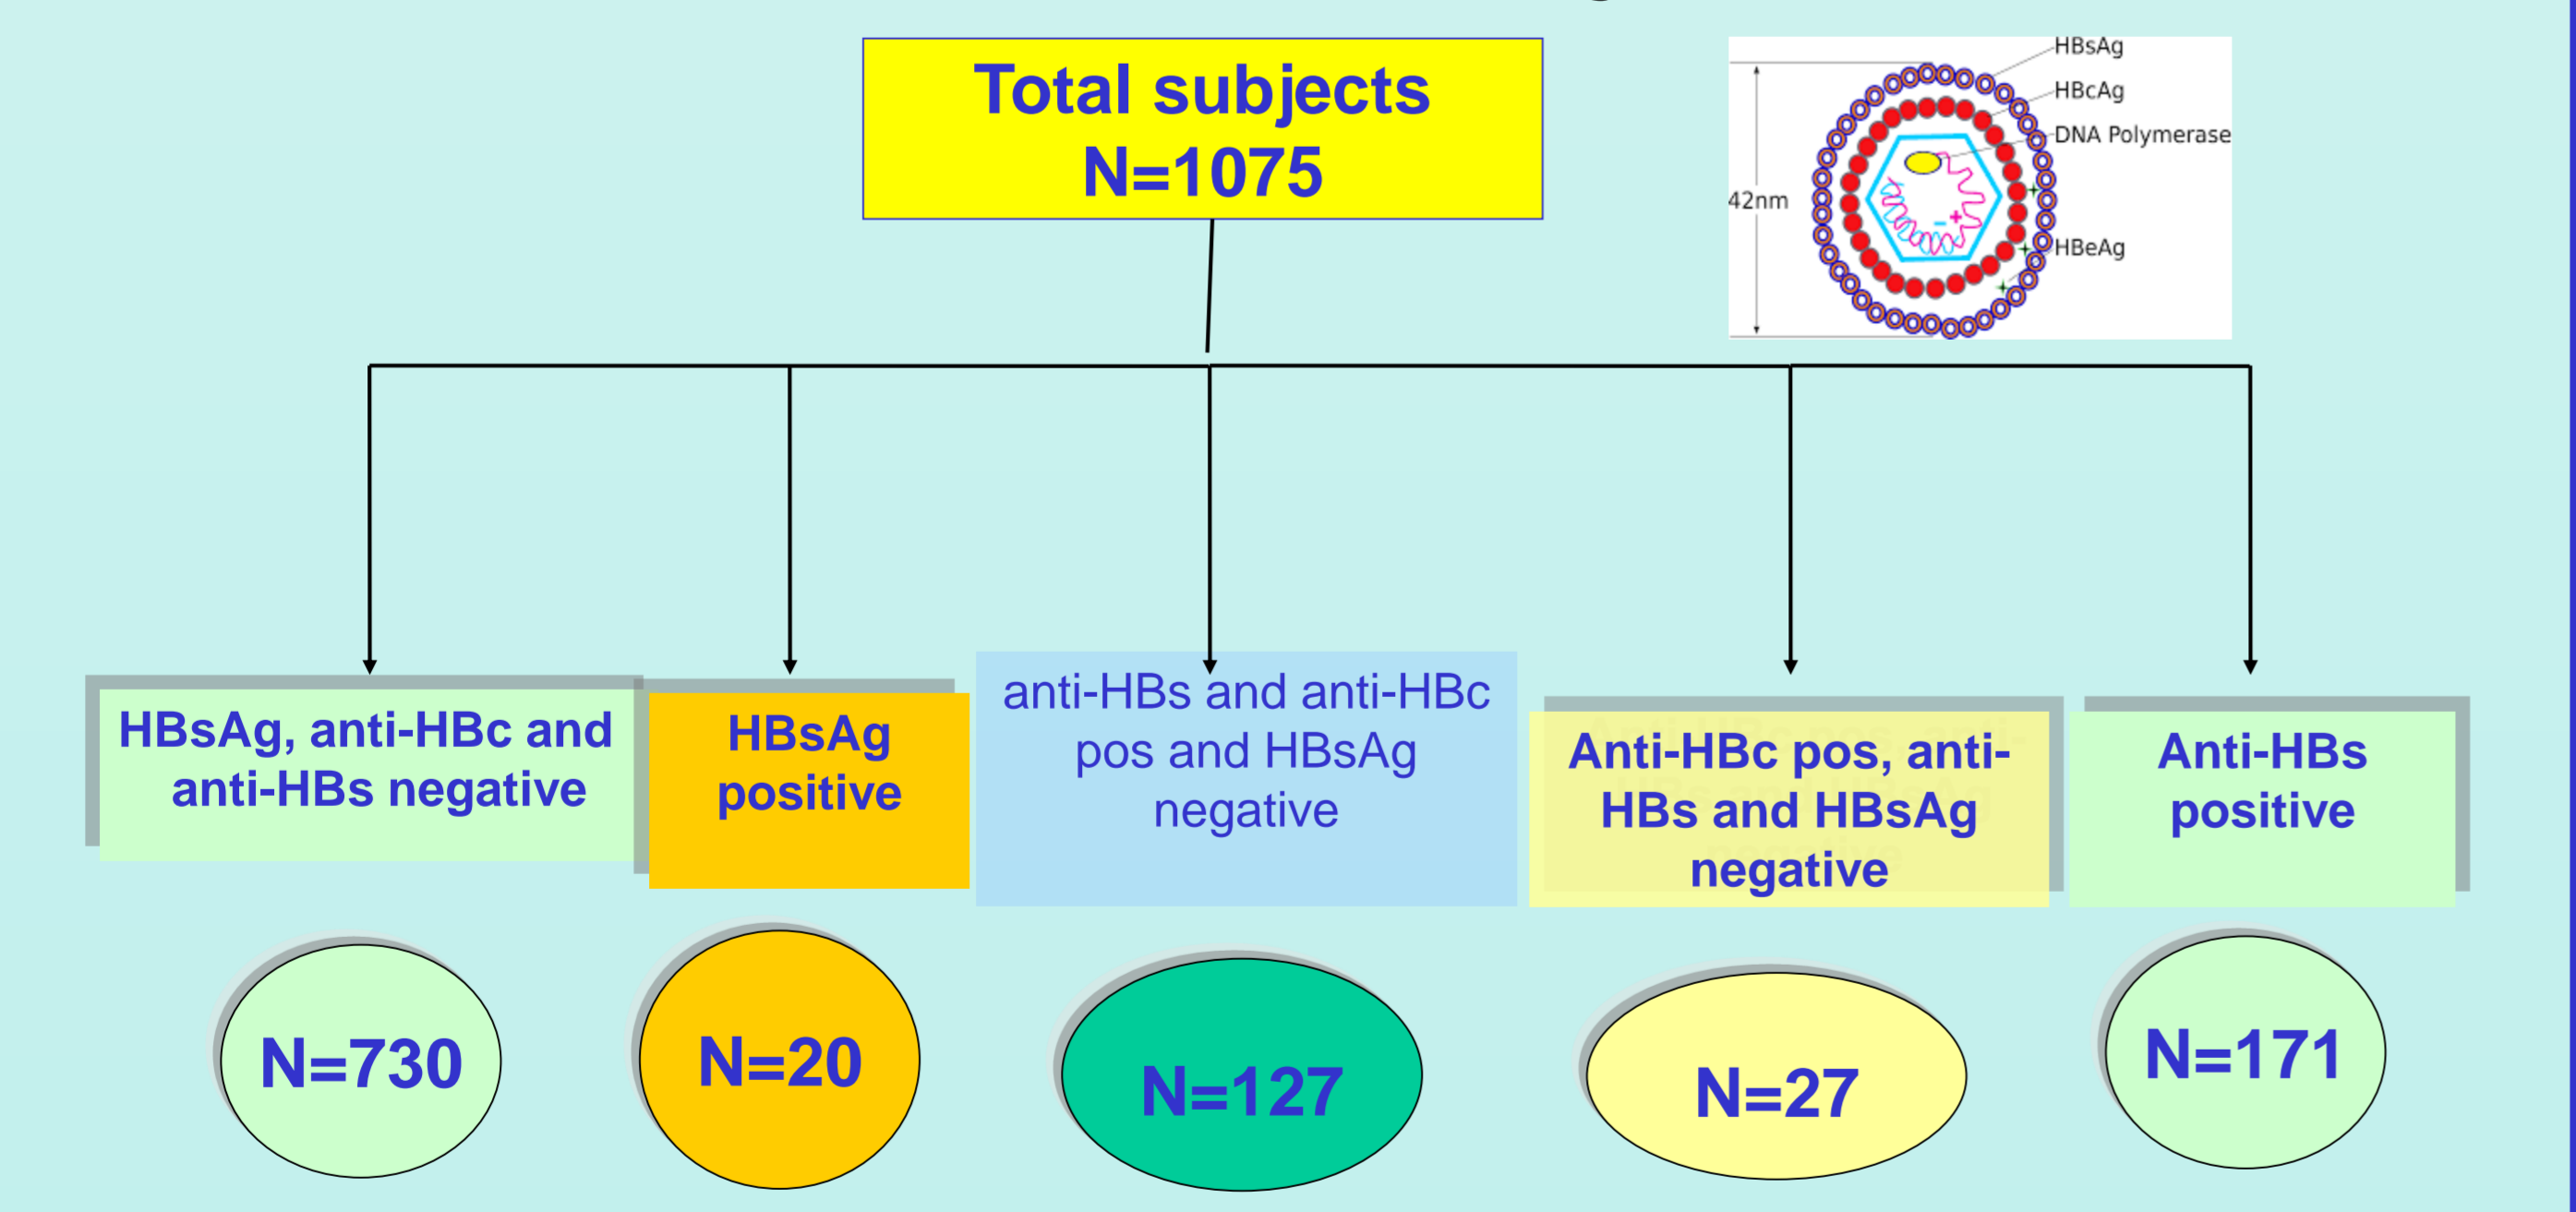 Total subjects
N=1075
HBsAg
HBcAg
DNA Polymerase
42nm
HBeAg
HBsAg, anti-HBc and
anti-HBs negative
HBsAg
positive
anti-HBs and anti-HBc
pos and HBsAg
negative
Anti-HBc pos, anti-
HBs and HBsAg
negative
Anti-HBs
positive
N=730
N=20
N=127
N=27
N=171